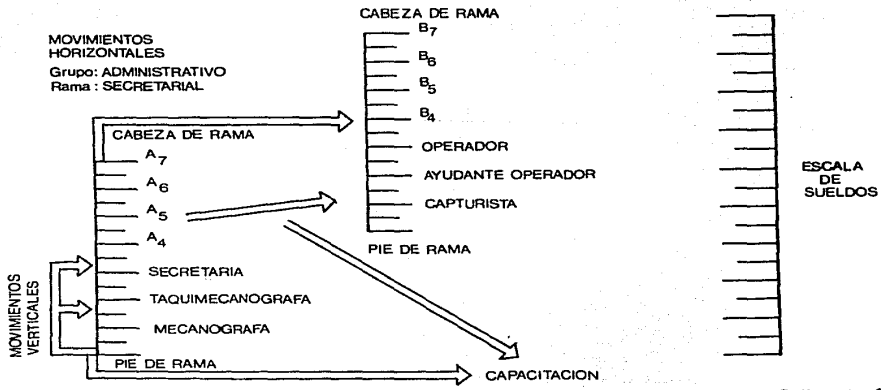 MOVIMIENTOS
HORIZONTALES
Grupo: ADMINISTRATIVO
Rama : SECRETARIAL
CABEZA DE RAMA
A7
A6
A5
A4
SECRETARIA
TAQUIMECANOGRAFA
MECANOGRAFA
PIE DE RAMA
MOVIMIENTOS
VERTICALES
CABEZA DE RAMA
B7
B6
B5
B4
OPERADOR
AYUDANTE OPERADOR
CAPTURISTA
PIE DE RAMA
CAPACITACION
ESCALA
DE
SUELDOS